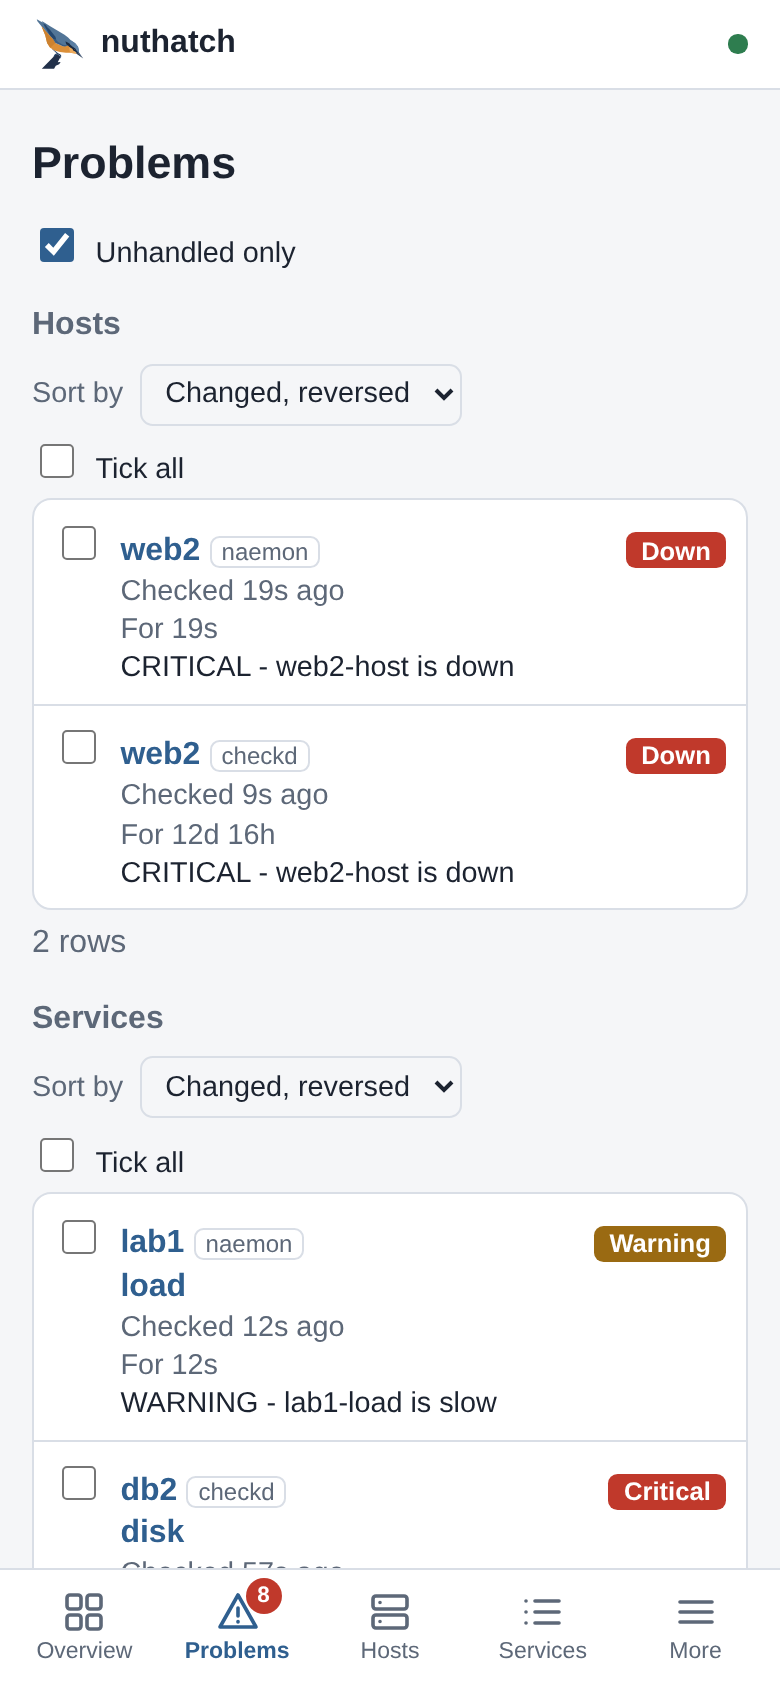 nuthatch
Problems
Unhandled only
Hosts
Sort by Changed, reversed
Tick all
web2 naemon Down
Checked 19s ago
For 19s
CRITICAL - web2-host is down
web2 checkd Down
Checked 9s ago
For 12d 16h
CRITICAL - web2-host is down
2 rows
Services
Sort by Changed, reversed
Tick all
lab1 naemon Warning
load
Checked 12s ago
For 12s
WARNING - lab1-load is slow
db2 checkd Critical
disk
Checked 57s ago
8
Overview Problems Hosts Services More